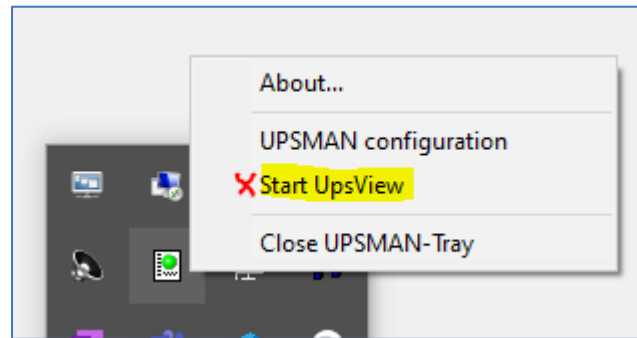 About...
UPSMAN configuration
Start UpsView
Close UPSMAN-Tray